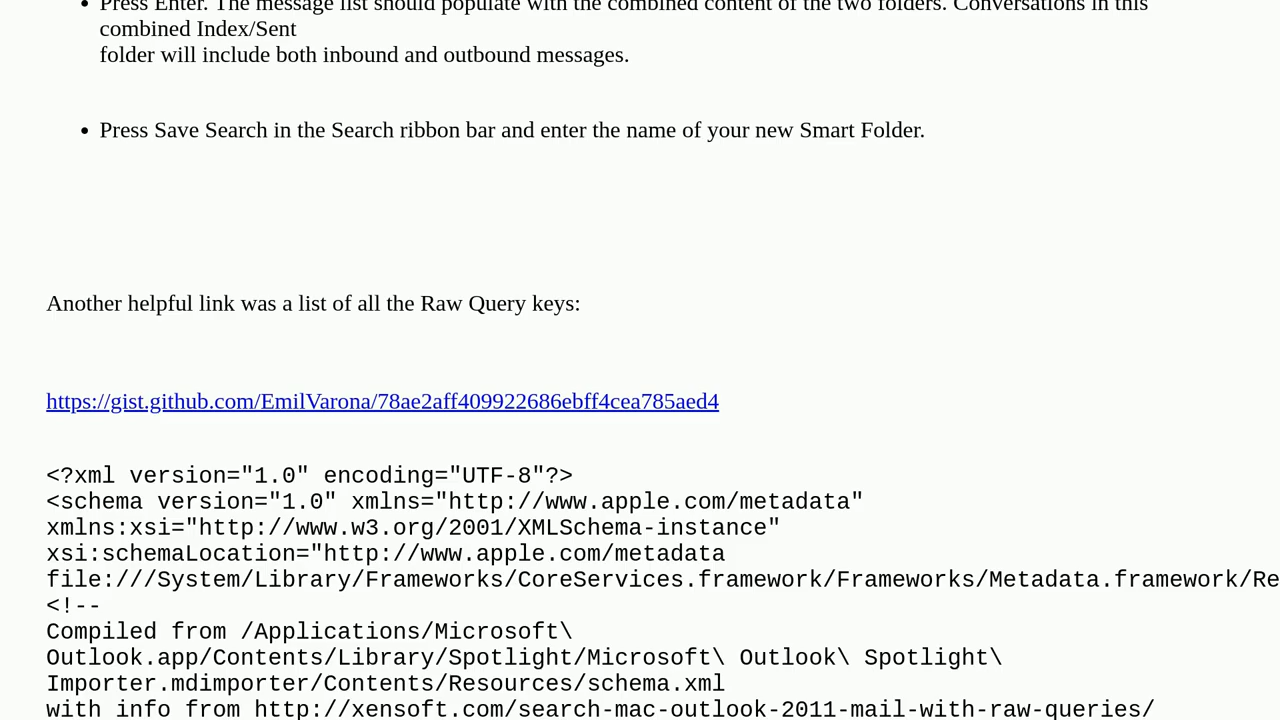 Press Enter. The message list should populate with the combined content of the two folders. Conversations in this
combined Index/Sent
folder will include both inbound and outbound messages.
Press Save Search in the Search ribbon bar and enter the name of your new Smart Folder.
Another helpful link was a list of all the Raw Query keys:
https://gist.github.com/EmilVarona/78ae2aff409922686ebff4cea785aed4
<?xml version="1.0" encoding="UTF-8"?>
<schema version="1.0" xmlns="http://www.apple.com/metadata"
xmlns:xsi="http://www.w3.org/2001/XMLSchema-instance"
xsi:schemaLocation="http://www.apple.com/metadata
file:///System/Library/Frameworks/CoreServices.framework/Frameworks/Metadata.framework/Re
<!--
Compiled from /Applications/Microsoft\
Outlook.app/Contents/Library/Spotlight/Microsoft\ Outlook\ Spotlight\
Importer.mdimporter/Contents/Resources/schema.xml
with info from http://xensoft.com/search-mac-outlook-2011-mail-with-raw-queries/